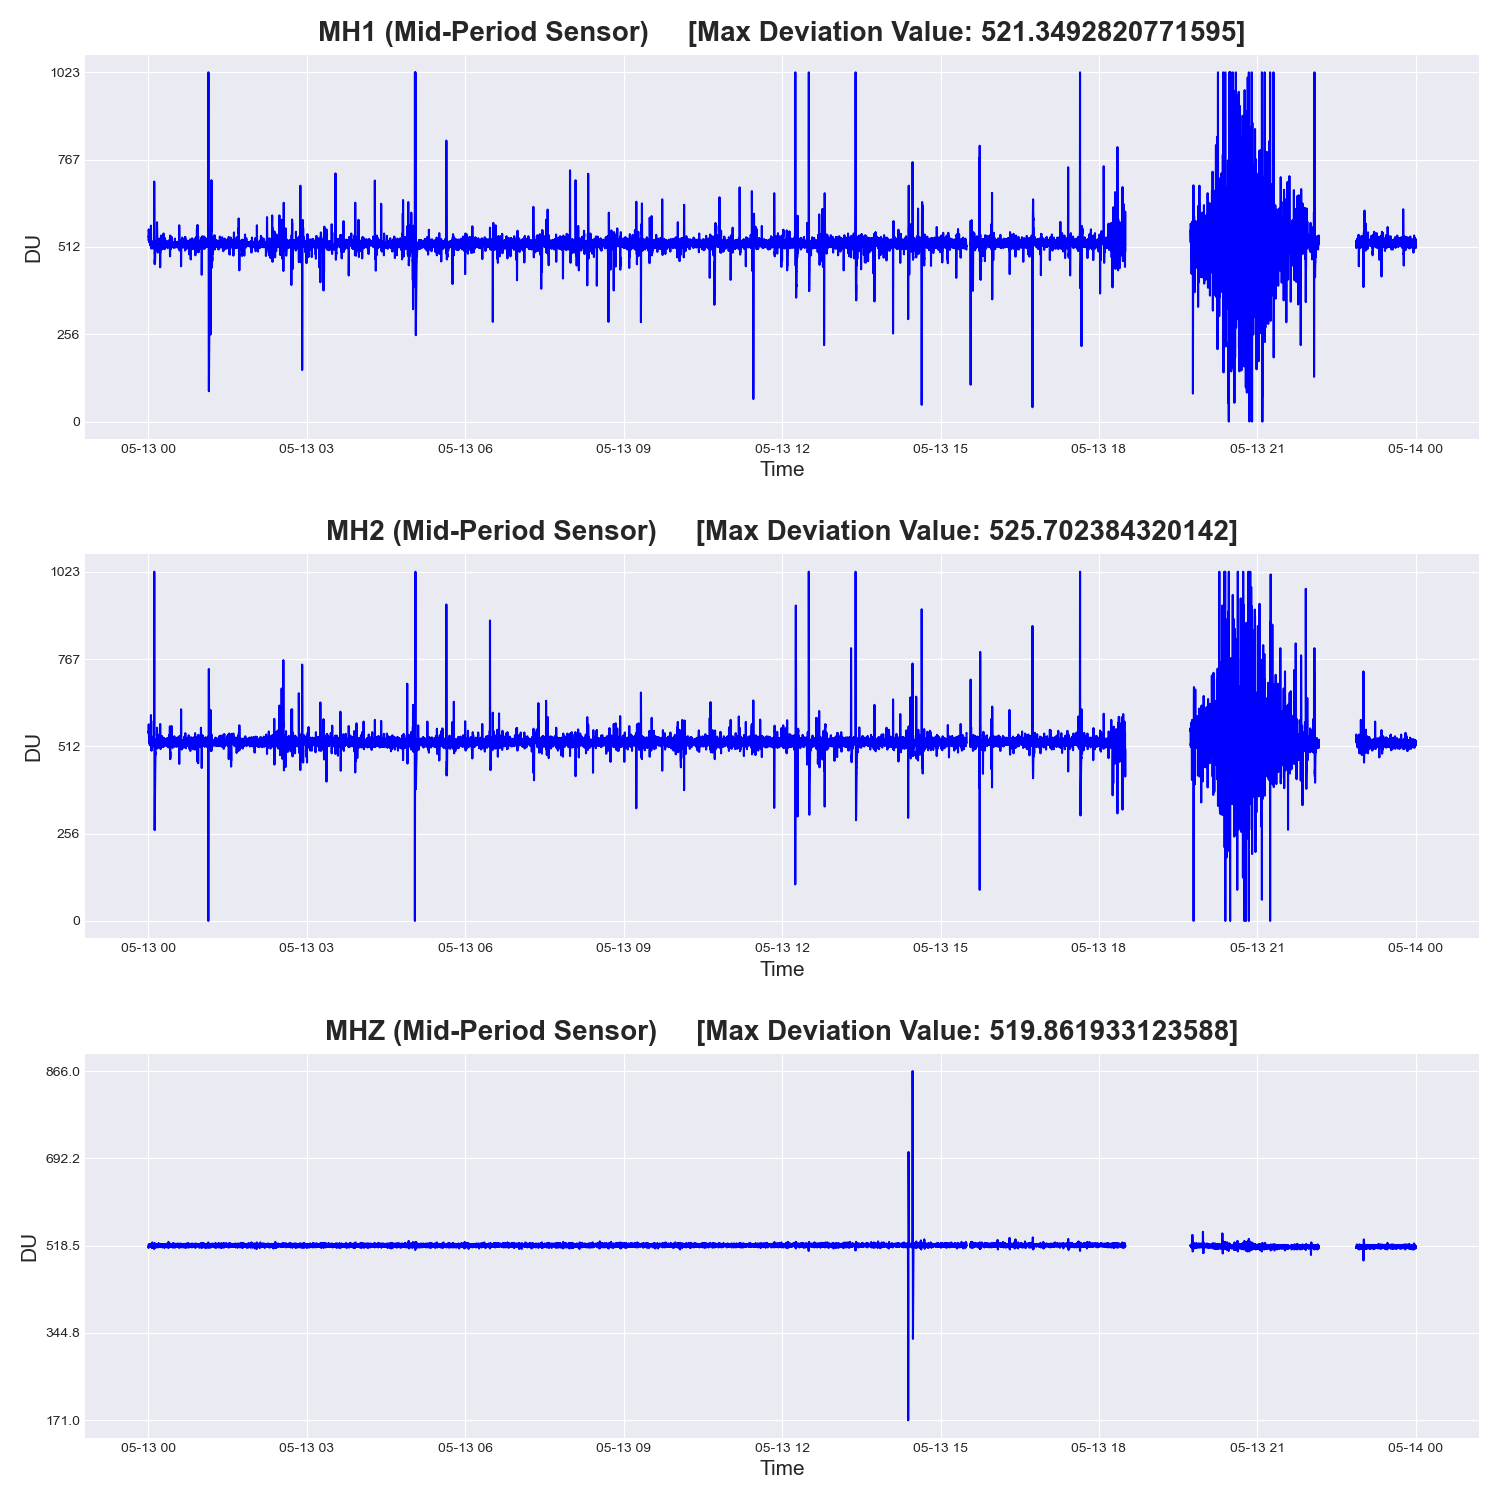 MH1 (Mid-Period Sensor) [Max Deviation Value: 521.3492820771595]
1023
767
512
256
0
DU
05-13 00 05-13 03 05-13 06 05-13 09 05-13 12 05-13 15 05-13 18 05-13 21 05-14 00
Time
MH2 (Mid-Period Sensor) [Max Deviation Value: 525.702384320142]
1023
767
512
256
0
DU
05-13 00 05-13 03 05-13 06 05-13 09 05-13 12 05-13 15 05-13 18 05-13 21 05-14 00
Time
MHZ (Mid-Period Sensor) [Max Deviation Value: 519.861933123588]
866.0
692.2
518.5
344.8
171.0
DU
05-13 00 05-13 03 05-13 06 05-13 09 05-13 12 05-13 15 05-13 18 05-13 21 05-14 00
Time